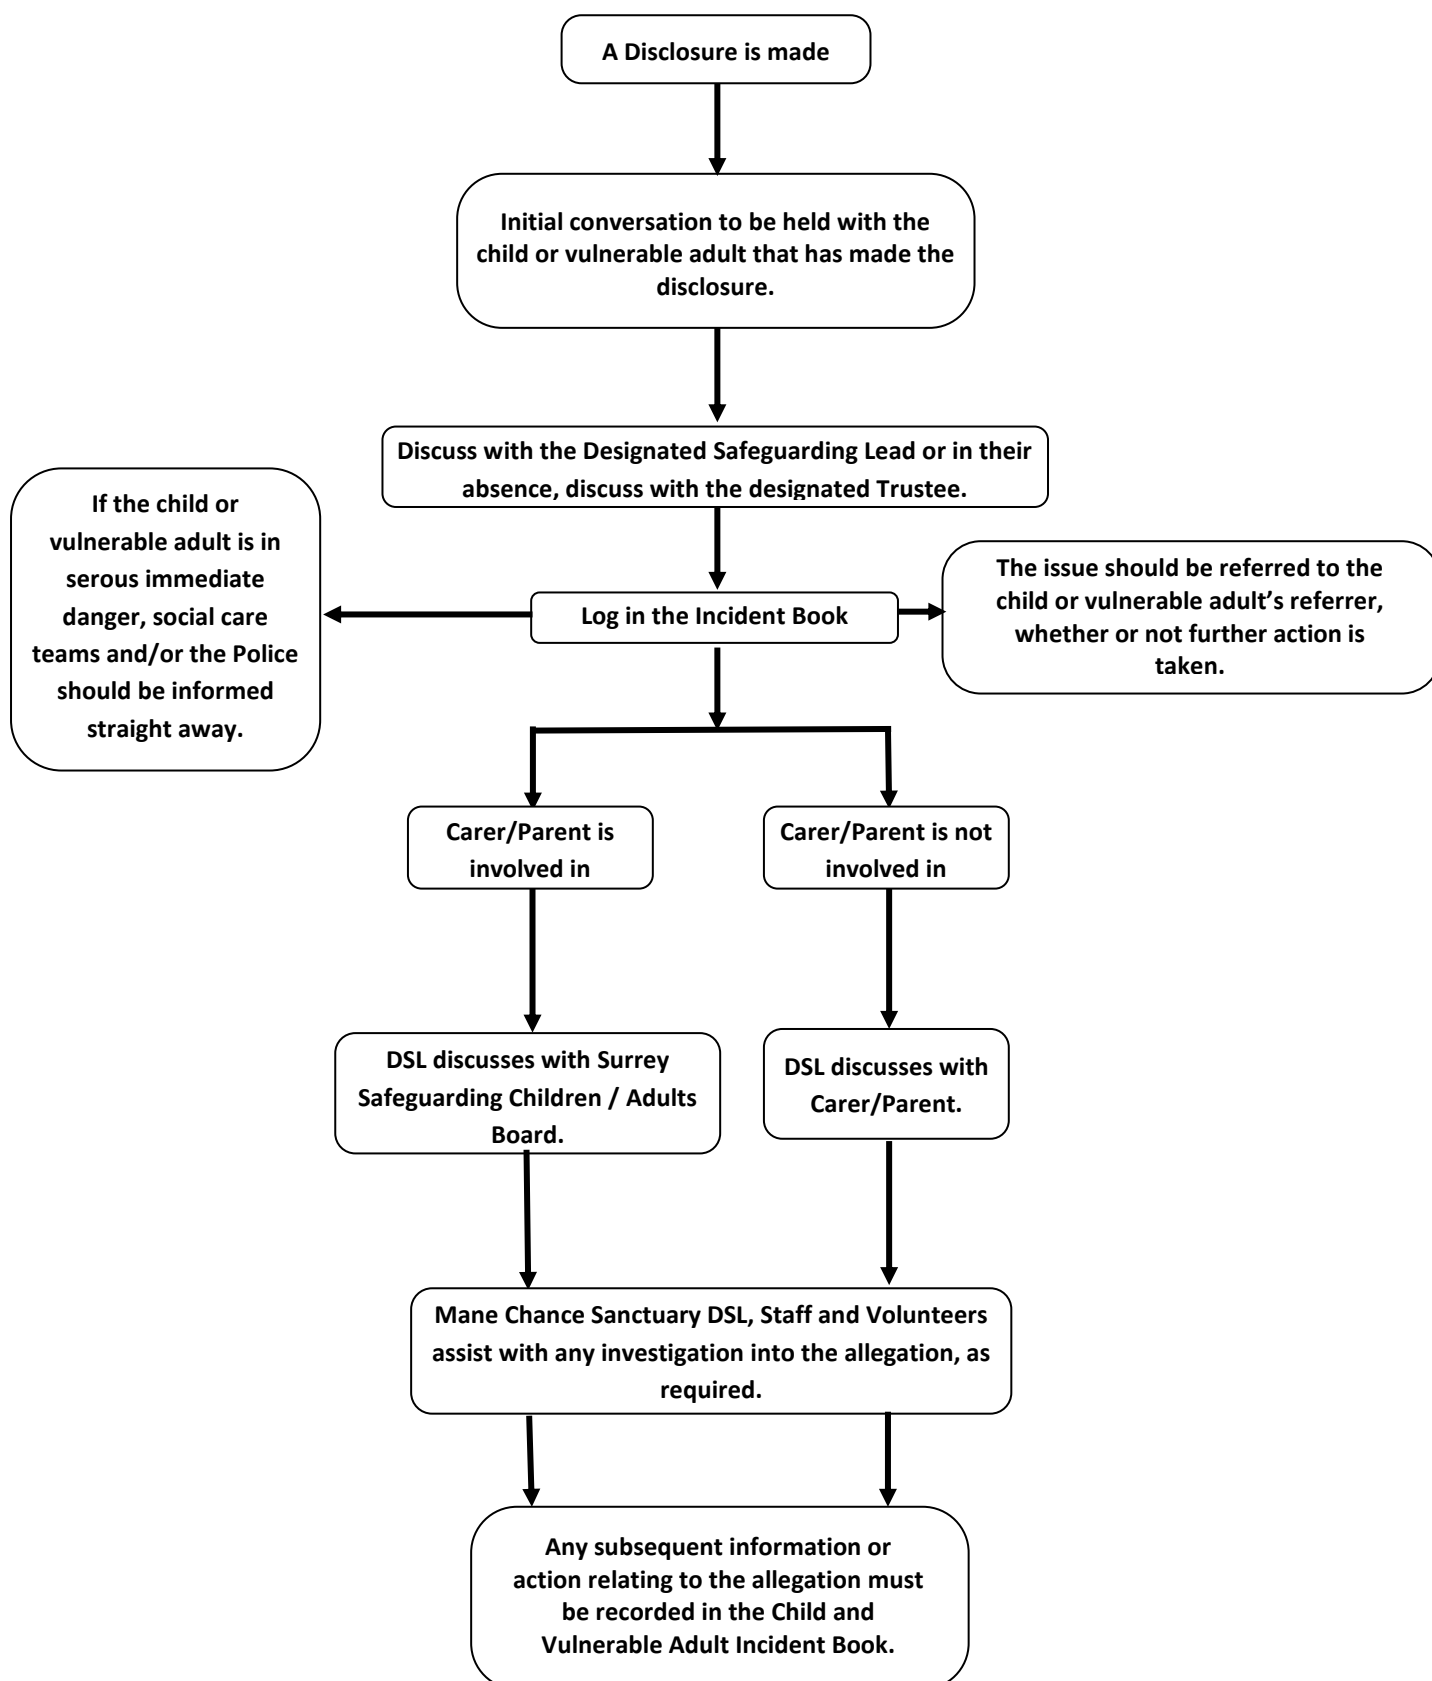 A Disclosure is made
Initial conversation to be held with the
child or vulnerable adult that has made the
disclosure.
Discuss with the Designated Safeguarding Lead or in their
absence, discuss with the designated Trustee.
If the child or
vulnerable adult is in
serous immediate
danger, social care
teams and/or the Police
should be informed
straight away.
Log in the Incident Book
The issue should be referred to the
child or vulnerable adult’s referrer,
whether or not further action is
taken.
Carer/Parent is
involved in
Carer/Parent is not
involved in
DSL discusses with Surrey
Safeguarding Children / Adults
Board.
DSL discusses with
Carer/Parent.
Mane Chance Sanctuary DSL, Staff and Volunteers
assist with any investigation into the allegation, as
required.
Any subsequent information or
action relating to the allegation must
be recorded in the Child and
Vulnerable Adult Incident Book.